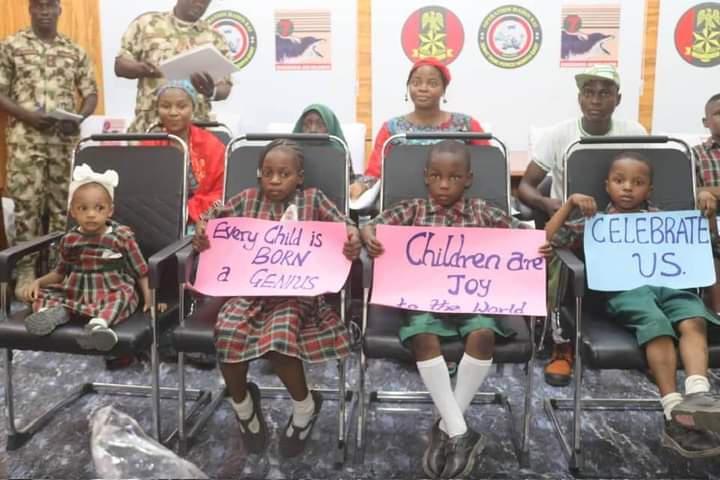 Every Child is
BORN
a GENIUS
Children are
JOY
to the World
CELEBRATE
US.